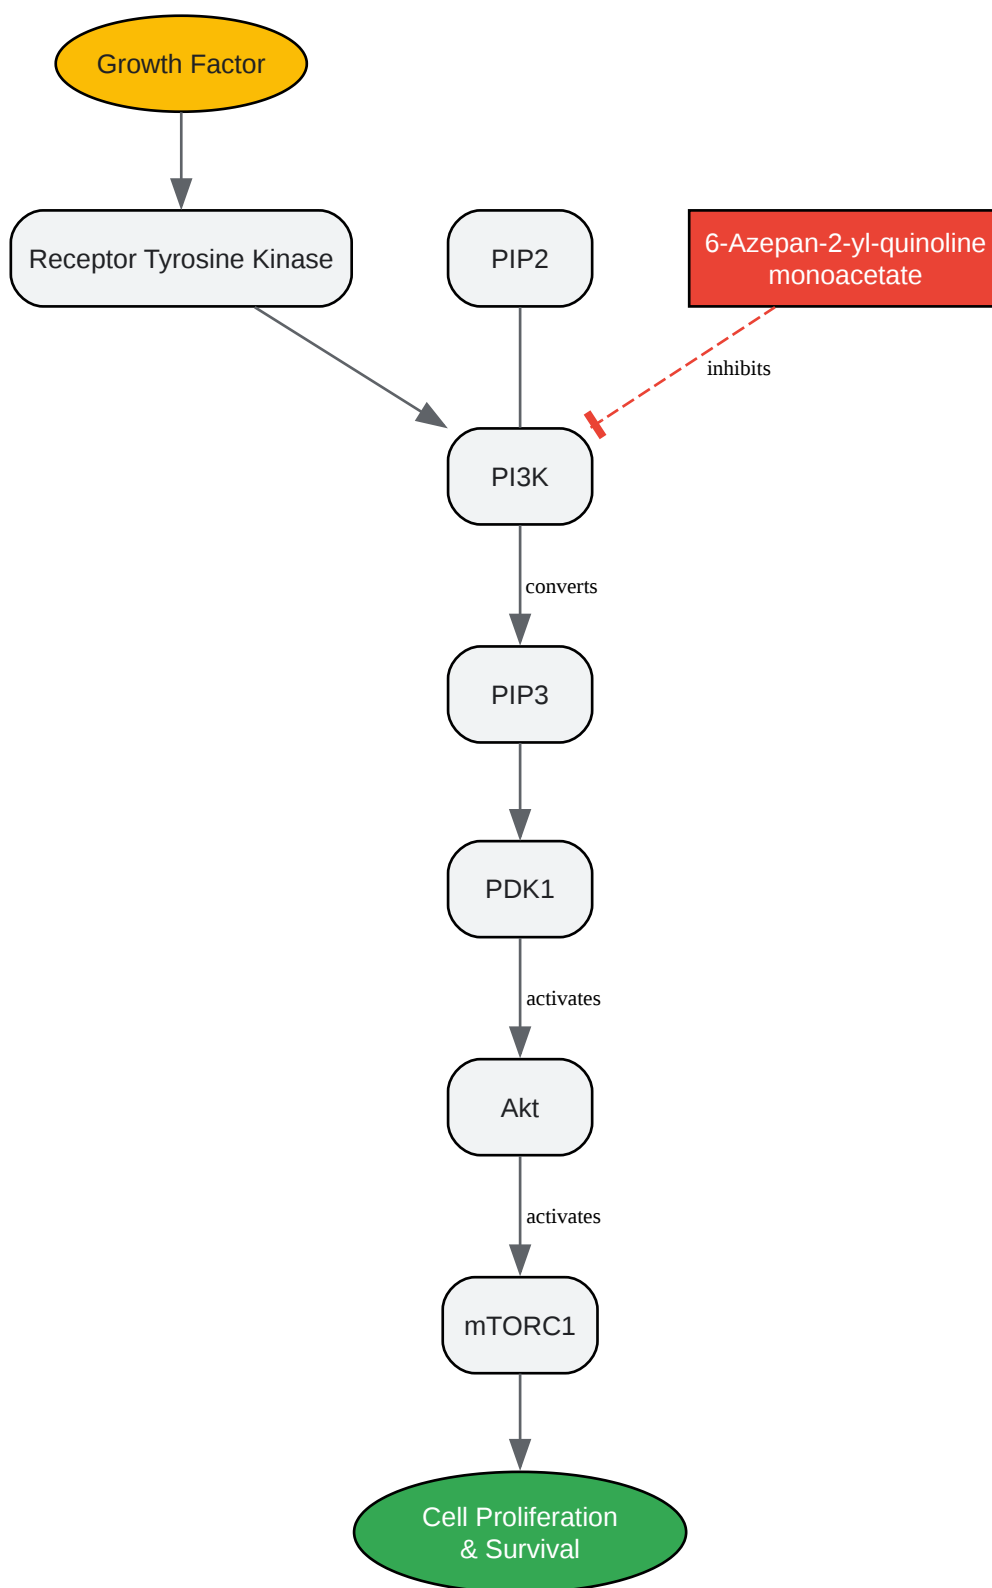 Growth Factor
Receptor Tyrosine Kinase
PIP2
6-Azepan-2-yl-quinoline
monoacetate
inhibits
PI3K
converts
PIP3
PDK1
activates
Akt
activates
mTORC1
Cell Proliferation
& Survival